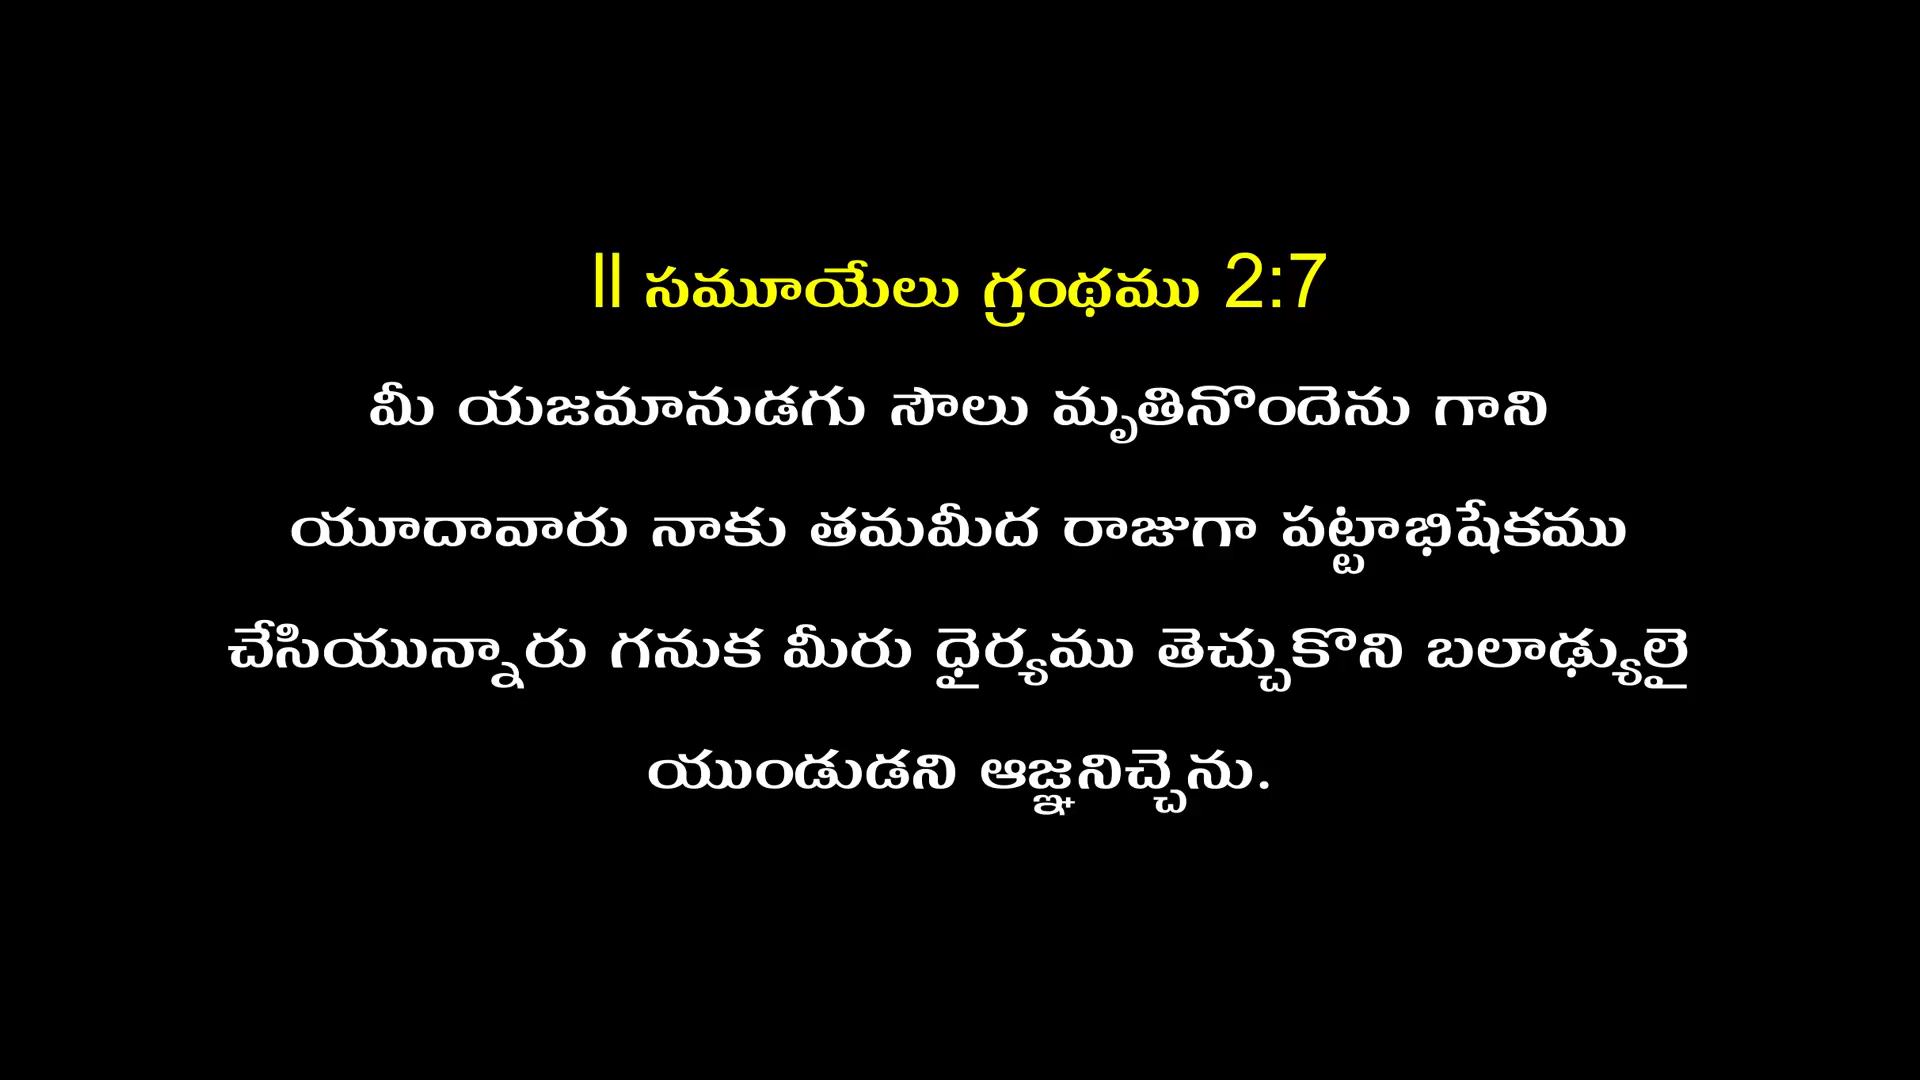 II సమూయేలు గ్రంథము 2:7
మీ యజమానుడగు సౌలు మృతినొందెను గాని
యూదావారు నాకు తమమీద రాజుగా పట్టాభిషేకము
చేసియున్నారు గనుక మీరు ధైర్యము తెచ్చుకొని బలాఢ్యులై
యుండుడని ఆజ్ఞనిచ్చెను.